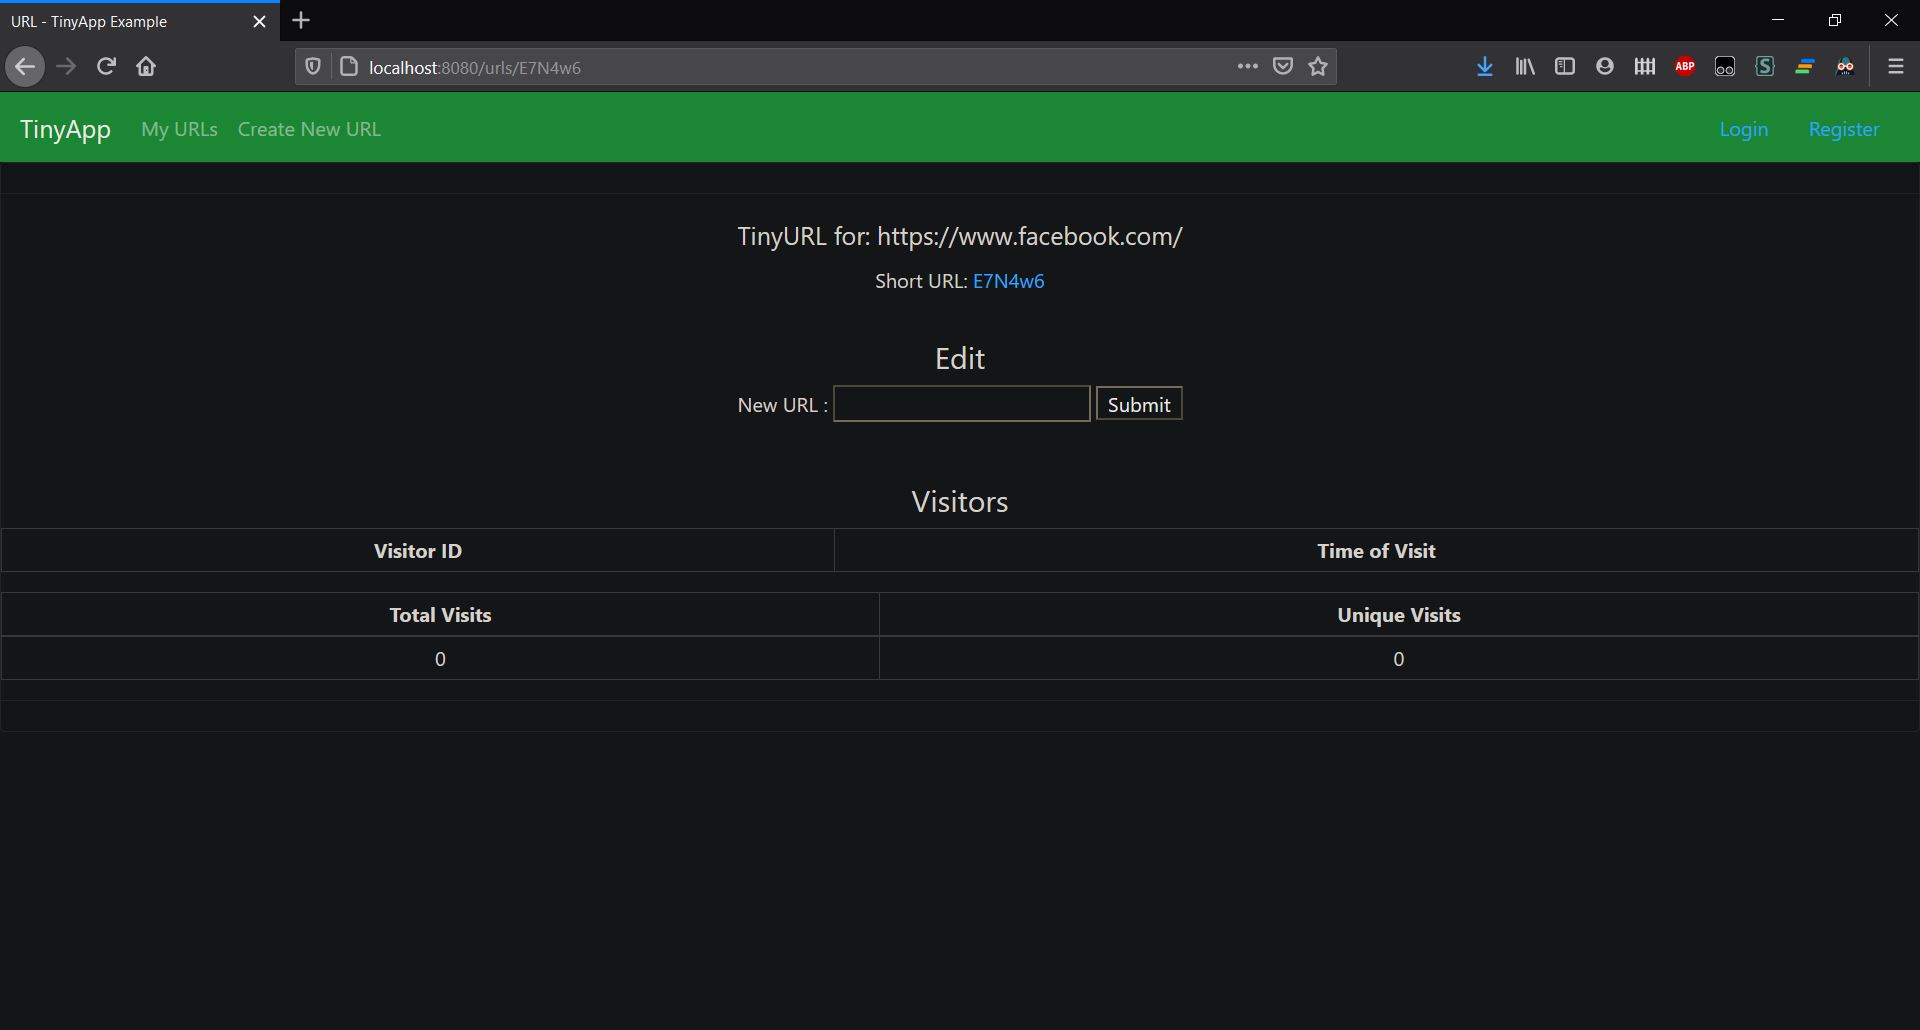 URL - TinyApp Example
localhost:8080/urls/E7N4w6
ABP
S
TinyApp My URLs Create New URL Login Register
TinyURL for: https://www.facebook.com/
Short URL: E7N4w6
Edit
New URL : Submit
Visitors
Visitor ID Time of Visit
Total Visits Unique Visits
0 0